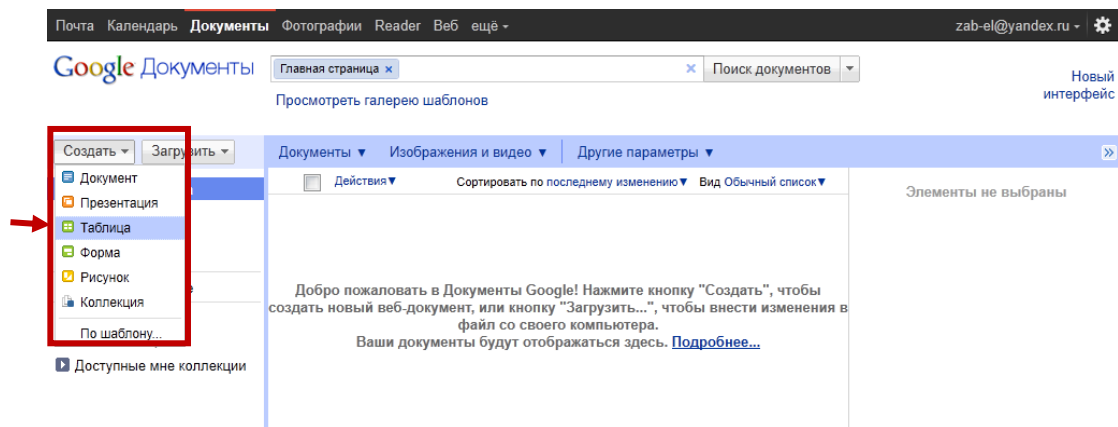 Почта Календарь Документы Фотографии Reader Веб ещё zab-el@yandex.ru
Google Документы Главная страница × × Поиск документов
Новый интерфейс
Просмотреть галерею шаблонов
Создать Загрузить Документы Изображения и видео Другие параметры »
Документ
Действия Сортировать по последнему изменению Вид Обычный список
Элементы не выбраны
Презентация
Таблица
Форма
Рисунок
Коллекция
По шаблону...
Доступные мне коллекции
Добро пожаловать в Документы Google! Нажмите кнопку "Создать", чтобы
создать новый веб-документ, или кнопку "Загрузить...", чтобы внести изменения в
файл со своего компьютера.
Ваши документы будут отображаться здесь. Подробнее...